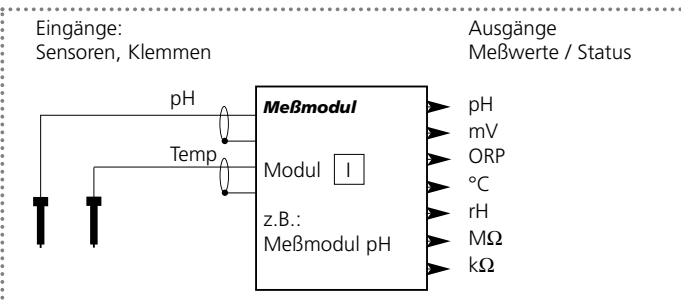 Eingänge:
Sensoren, Klemmen
Ausgänge
Meßwerte / Status
pH
Temp
Meßmodul
Modul I
z.B.:
Meßmodul pH
pH
mV
ORP
°C
rH
MΩ
kΩ